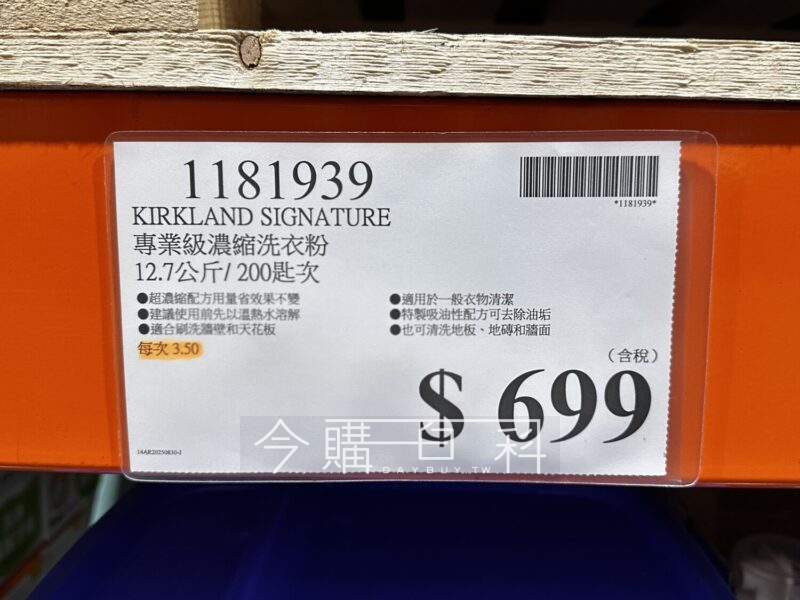 1181939
*1181939*
KIRKLAND SIGNATURE
專業級濃縮洗衣粉
12.7公斤/ 200匙次
●超濃縮配方用量省效果不變
●建議使用前先以溫熱水溶解
●適合刷洗牆壁和天花板
●適用於一般衣物清潔
●特製吸油性配方可去除油垢
●也可清洗地板、地磚和牆面
每次 3.50
(含稅)
$ 699
今購百科
DAYBUY.TW